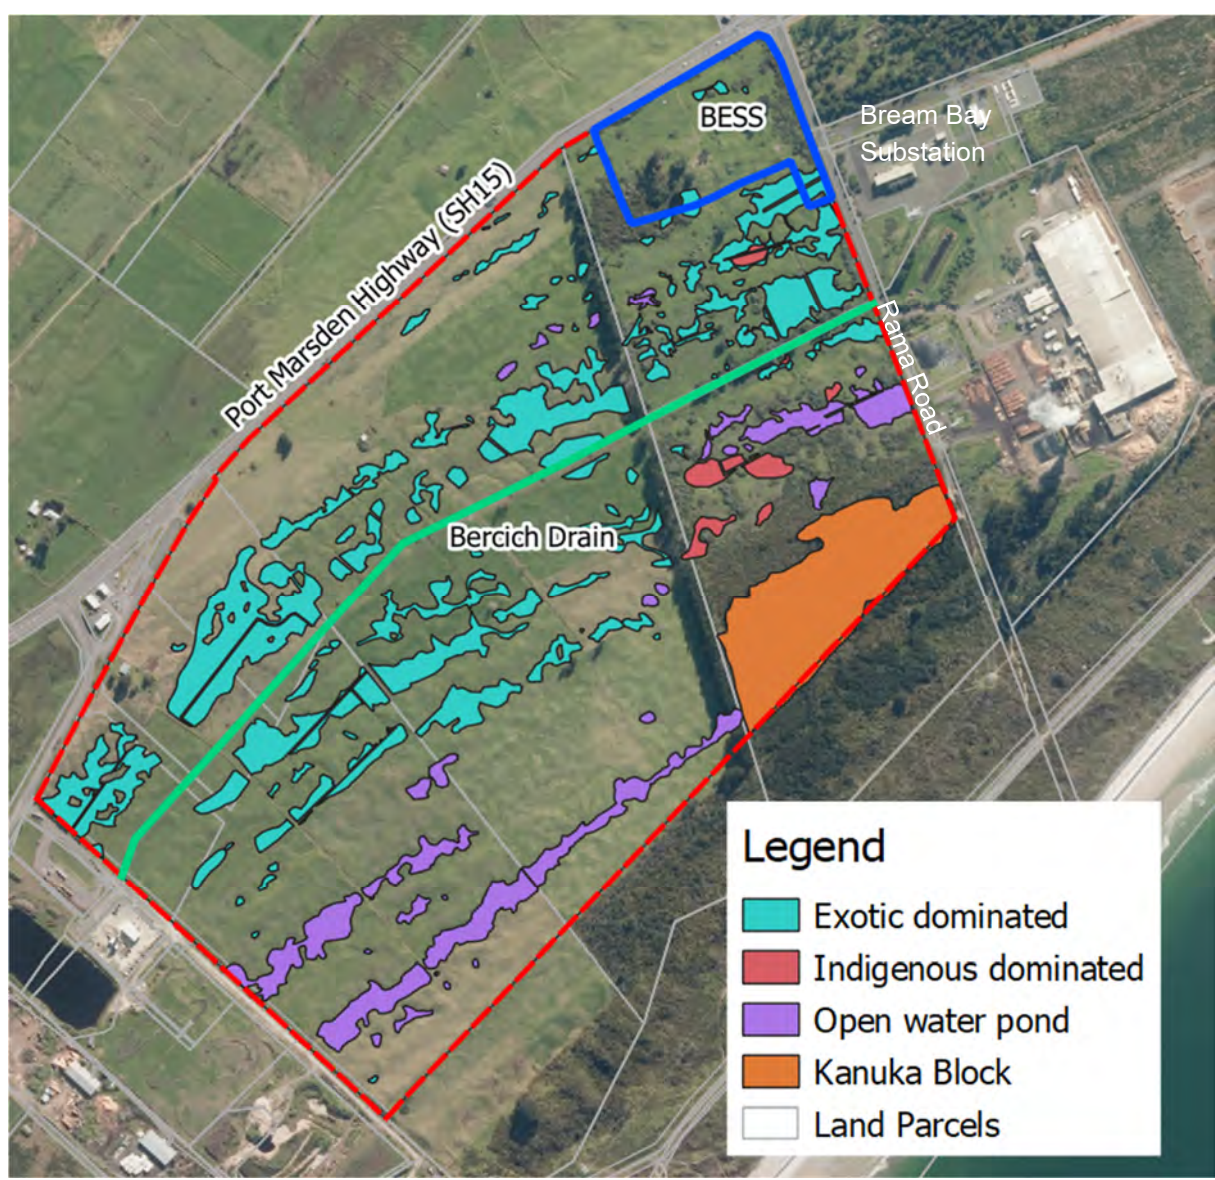 BESS
Bream Bay
Substation
Port Marsden Highway (SH15)
Rama Road
Bercich Drain
Legend
Exotic dominated
Indigenous dominated
Open water pond
Kanuka Block
Land Parcels